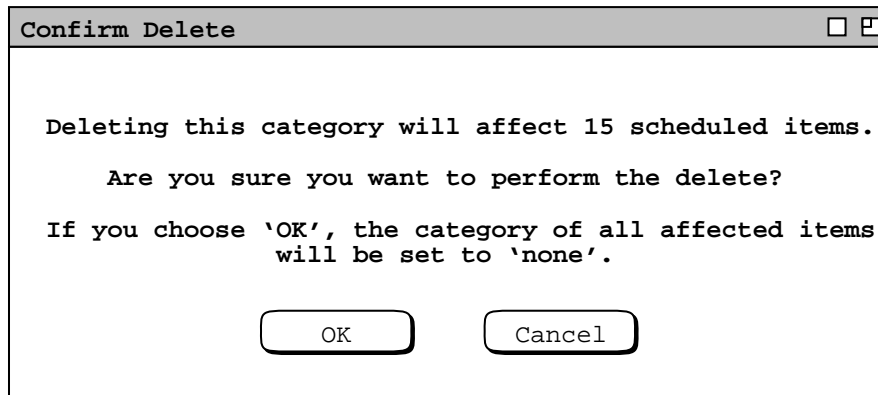 Confirm Delete
Deleting this category will affect 15 scheduled items.
Are you sure you want to perform the delete?
If you choose ‘OK’, the category of all affected items
will be set to ‘none’.
OK
Cancel